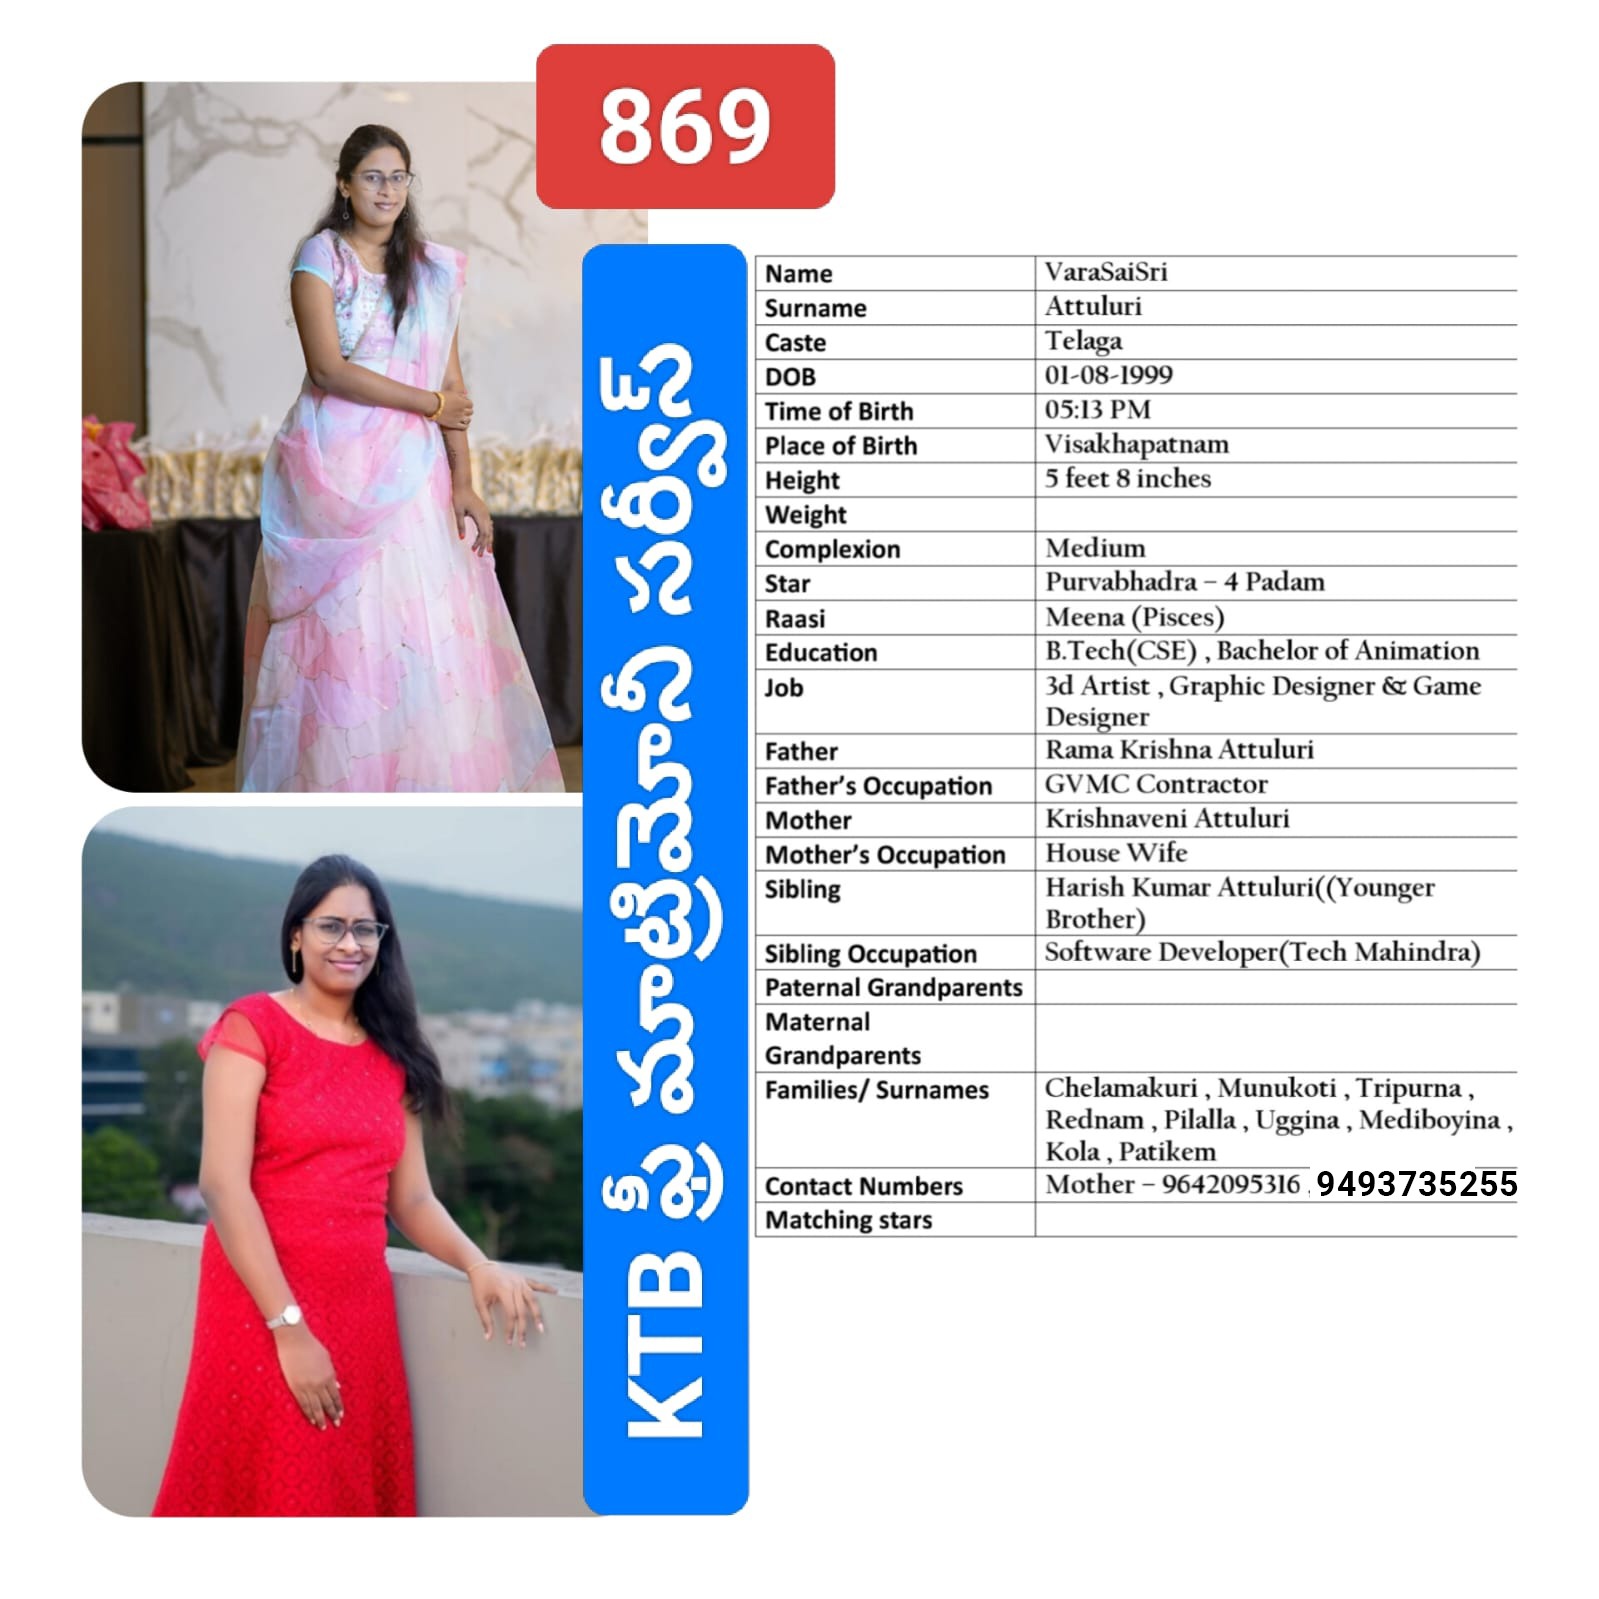 869
KTB ఫ్రీ మాట్రిమోని సర్వీస్
Name VaraSaiSri
Surname Attuluri
Caste Telaga
DOB 01-08-1999
Time of Birth 05:13 PM
Place of Birth Visakhapatnam
Height 5 feet 8 inches
Weight
Complexion Medium
Star Purvabhadra – 4 Padam
Raasi Meena (Pisces)
Education B.Tech(CSE) , Bachelor of Animation
Job 3d Artist , Graphic Designer & Game
Designer
Father Rama Krishna Attuluri
Father’s Occupation GVMC Contractor
Mother Krishnaveni Attuluri
Mother’s Occupation House Wife
Sibling Harish Kumar Attuluri((Younger
Brother)
Sibling Occupation Software Developer(Tech Mahindra)
Paternal Grandparents
Maternal
Grandparents
Families/ Surnames Chelamakuri , Munukoti , Tripurna ,
Rednam , Pilalla , Uggina , Mediboyina ,
Kola , Patikem
Contact Numbers Mother – 9642095316 , 9493735255
Matching stars